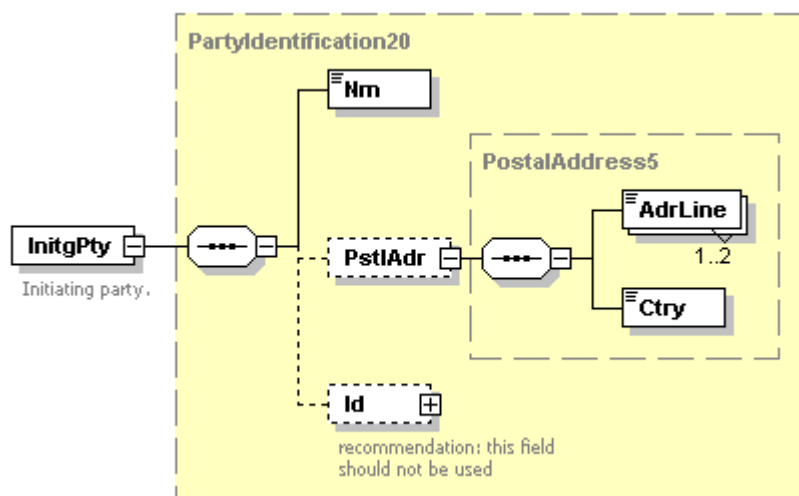 PartyIdentification20
Nm
PostalAddress5
AdrLine
InitgPty
PstlAdr
1..2
Initiating party.
Ctry
Id
recommendation: this field
should not be used